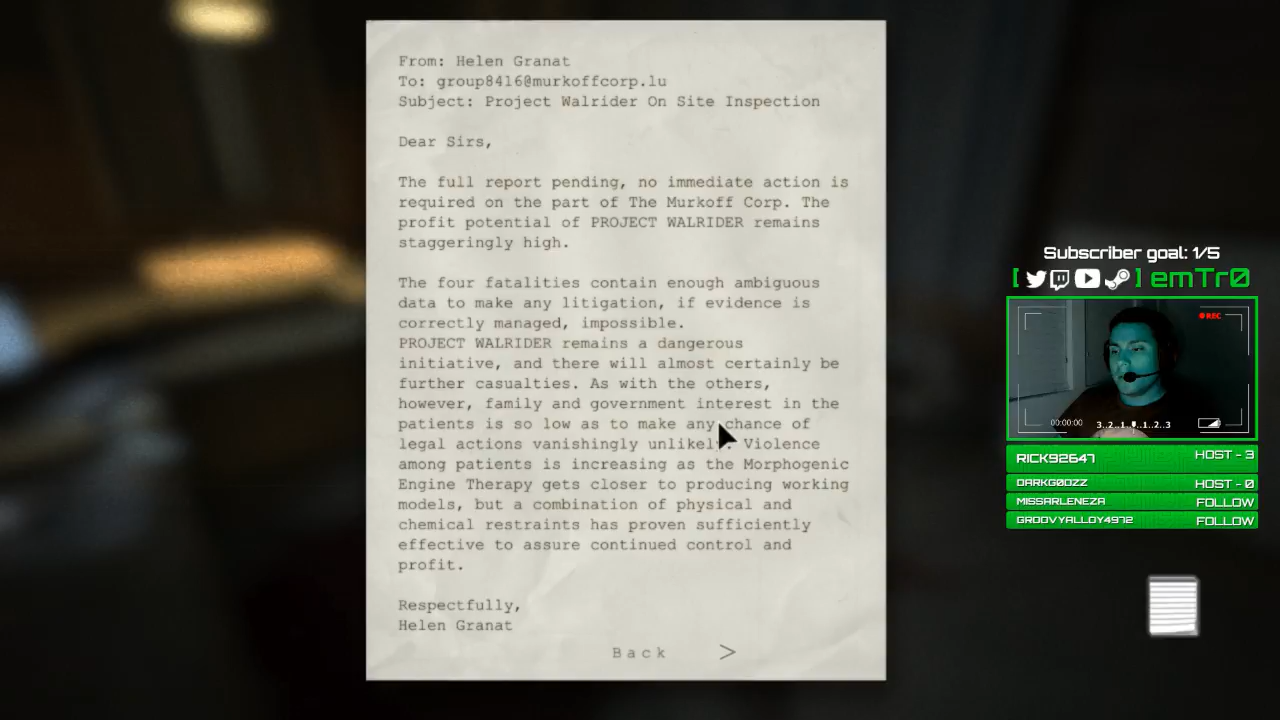 From: Helen Granat
To: group8416@murkoffcorp.lu
Subject: Project Walrider On Site Inspection
Dear Sirs,
The full report pending, no immediate action is
required on the part of The Murkoff Corp. The
profit potential of PROJECT WALRIDER remains
staggeringly high.
The four fatalities contain enough ambiguous
data to make any litigation, if evidence is
correctly managed, impossible.
PROJECT WALRIDER remains a dangerous
initiative, and there will almost certainly be
further casualties. As with the others,
however, family and government interest in the
patients is so low as to make any chance of
legal actions vanishingly unlikely. Violence
among patients is increasing as the Morphogenic
Engine Therapy gets closer to producing working
models, but a combination of physical and
chemical restraints has proven sufficiently
effective to assure continued control and
profit.
Respectfully,
Helen Granat
Back >
Subscriber goal: 1/5
[ ] emTr0
REC
00:00:00 3..2..1..0..1..2..3
RICK92647 HOST - 3
DARKG0DZZ HOST - 0
MISSARLENEZA FOLLOW
GROOVYALLOY4972 FOLLOW